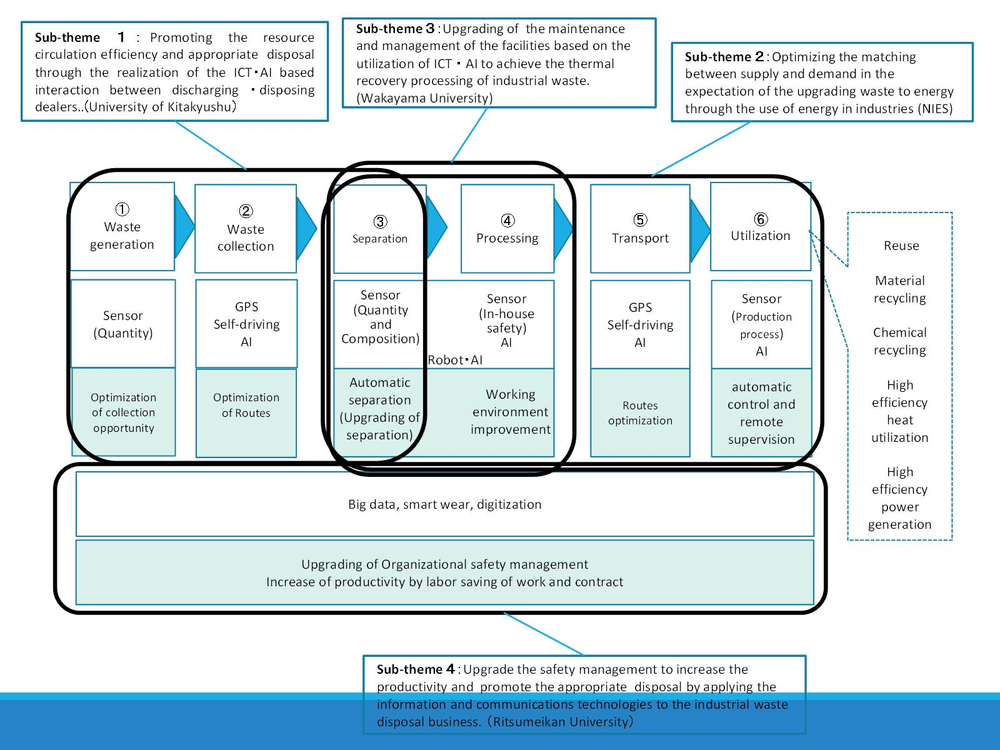 Sub-theme １：Promoting the resource
circulation efficiency and appropriate disposal
through the realization of the ICT・AI based
interaction between discharging ・disposing
dealers..（University of Kitakyushu）
Sub-theme３：Upgrading of the maintenance
and management of the facilities based on the
utilization of ICT・AI to achieve the thermal
recovery processing of industrial waste.
(Wakayama University)
Sub-theme２：Optimizing the matching
between supply and demand in the
expectation of the upgrading waste to energy
through the use of energy in industries (NIES)
①
Waste
generation
②
Waste
collection
③
Separation
④
Processing
⑤
Transport
⑥
Utilization
Sensor
(Quantity)
GPS
Self-driving
AI
Sensor
(Quantity
and
Composition)
Sensor
(In-house
safety)
AI
Robot・AI
GPS
Self-driving
AI
Sensor
(Production
process)
AI
Optimization
of collection
opportunity
Optimization
of Routes
Automatic
separation
(Upgrading of
separation)
Working
environment
improvement
Routes
optimization
automatic
control and
remote
supervision
Reuse
Material
recycling
Chemical
recycling
High
efficiency
heat
utilization
High
efficiency
power
generation
Big data, smart wear, digitization
Upgrading of Organizational safety management
Increase of productivity by labor saving of work and contract
Sub-theme４：Upgrade the safety management to increase the
productivity and promote the appropriate disposal by applying the
information and communications technologies to the industrial waste
disposal business.（Ritsumeikan University）